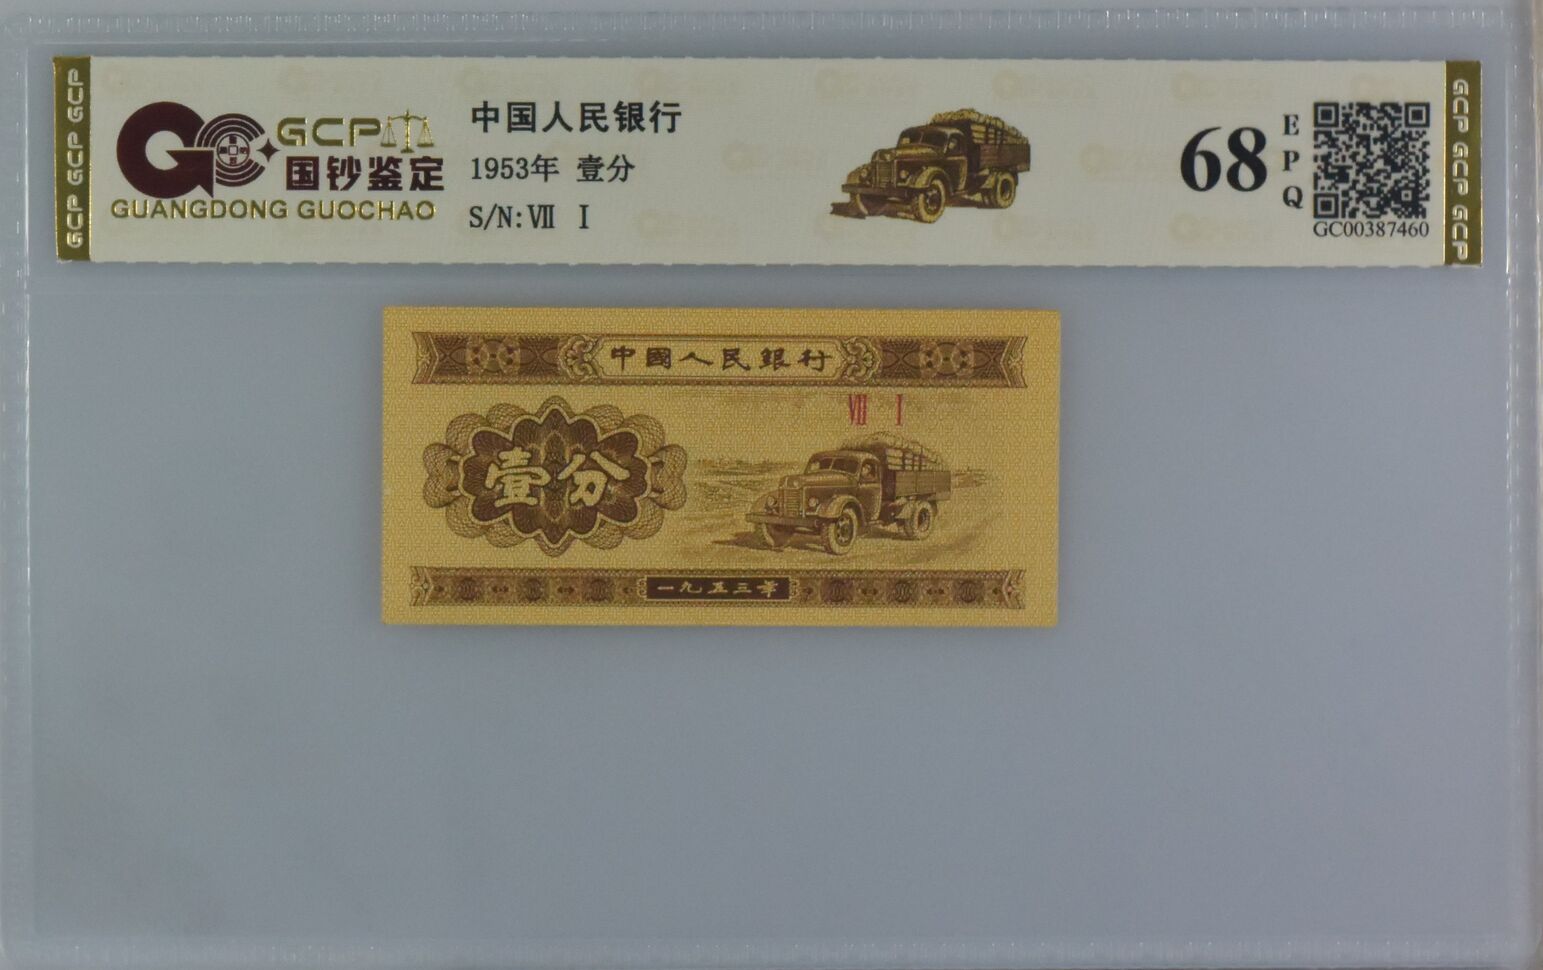 GCP GCP GCP
GCP
国钞鉴定
GUANGDONG GUOCHAO
中国人民银行
1953年 壹分
S/N:Ⅶ Ⅰ
68
EPQ
GC00387460
GCP GCP GCP
中國人民銀行
Ⅶ Ⅰ
壹分
一九五三年